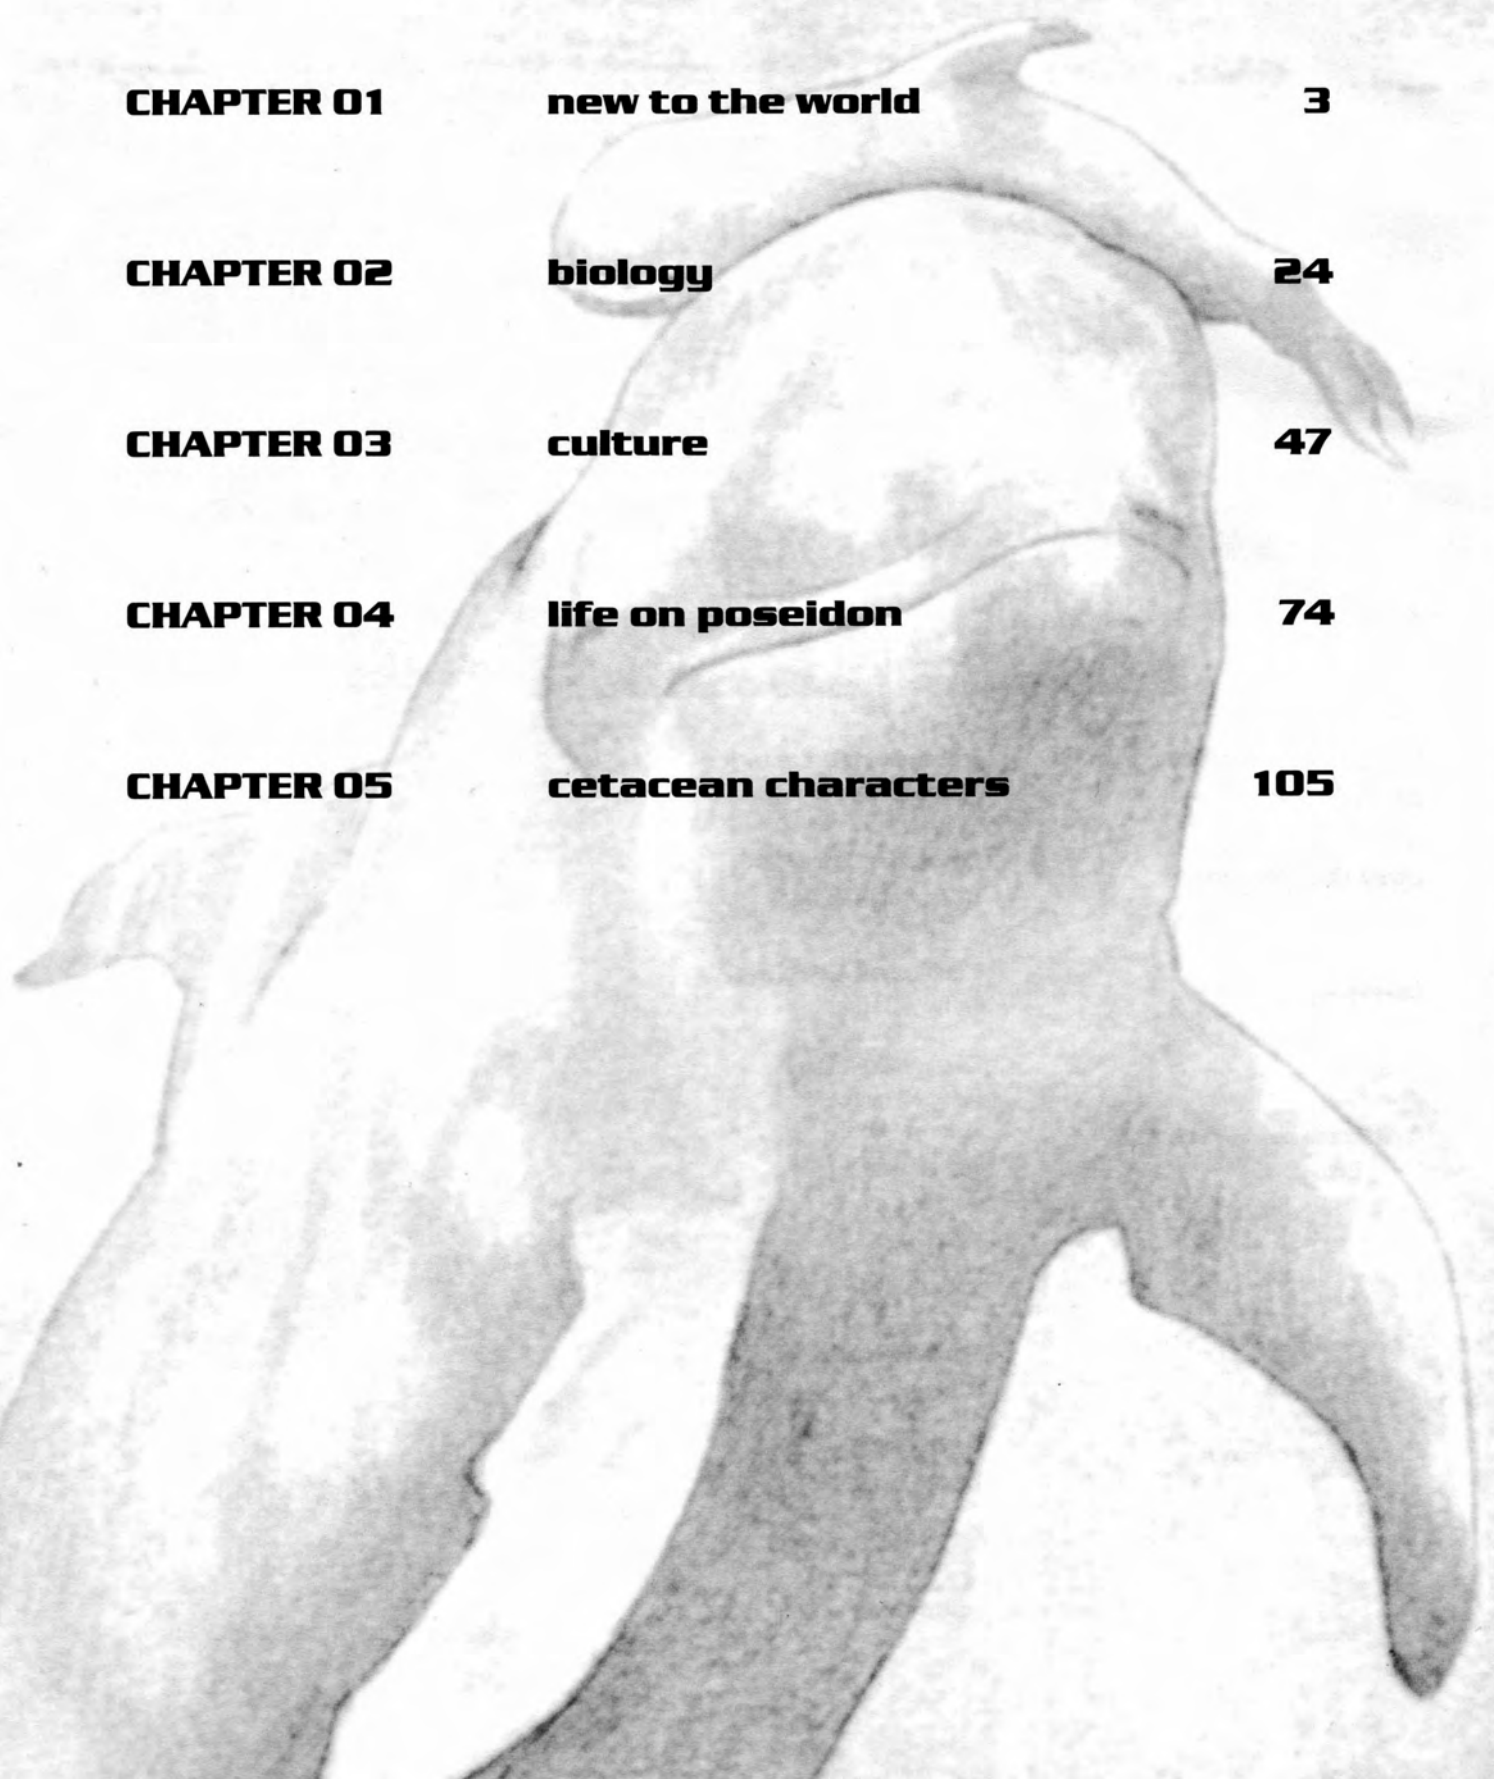 CHAPTER 01 new to the world 3
CHAPTER 02 biology 24
CHAPTER 03 culture 47
CHAPTER 04 life on poseidon 74
CHAPTER 05 cetacean characters 105